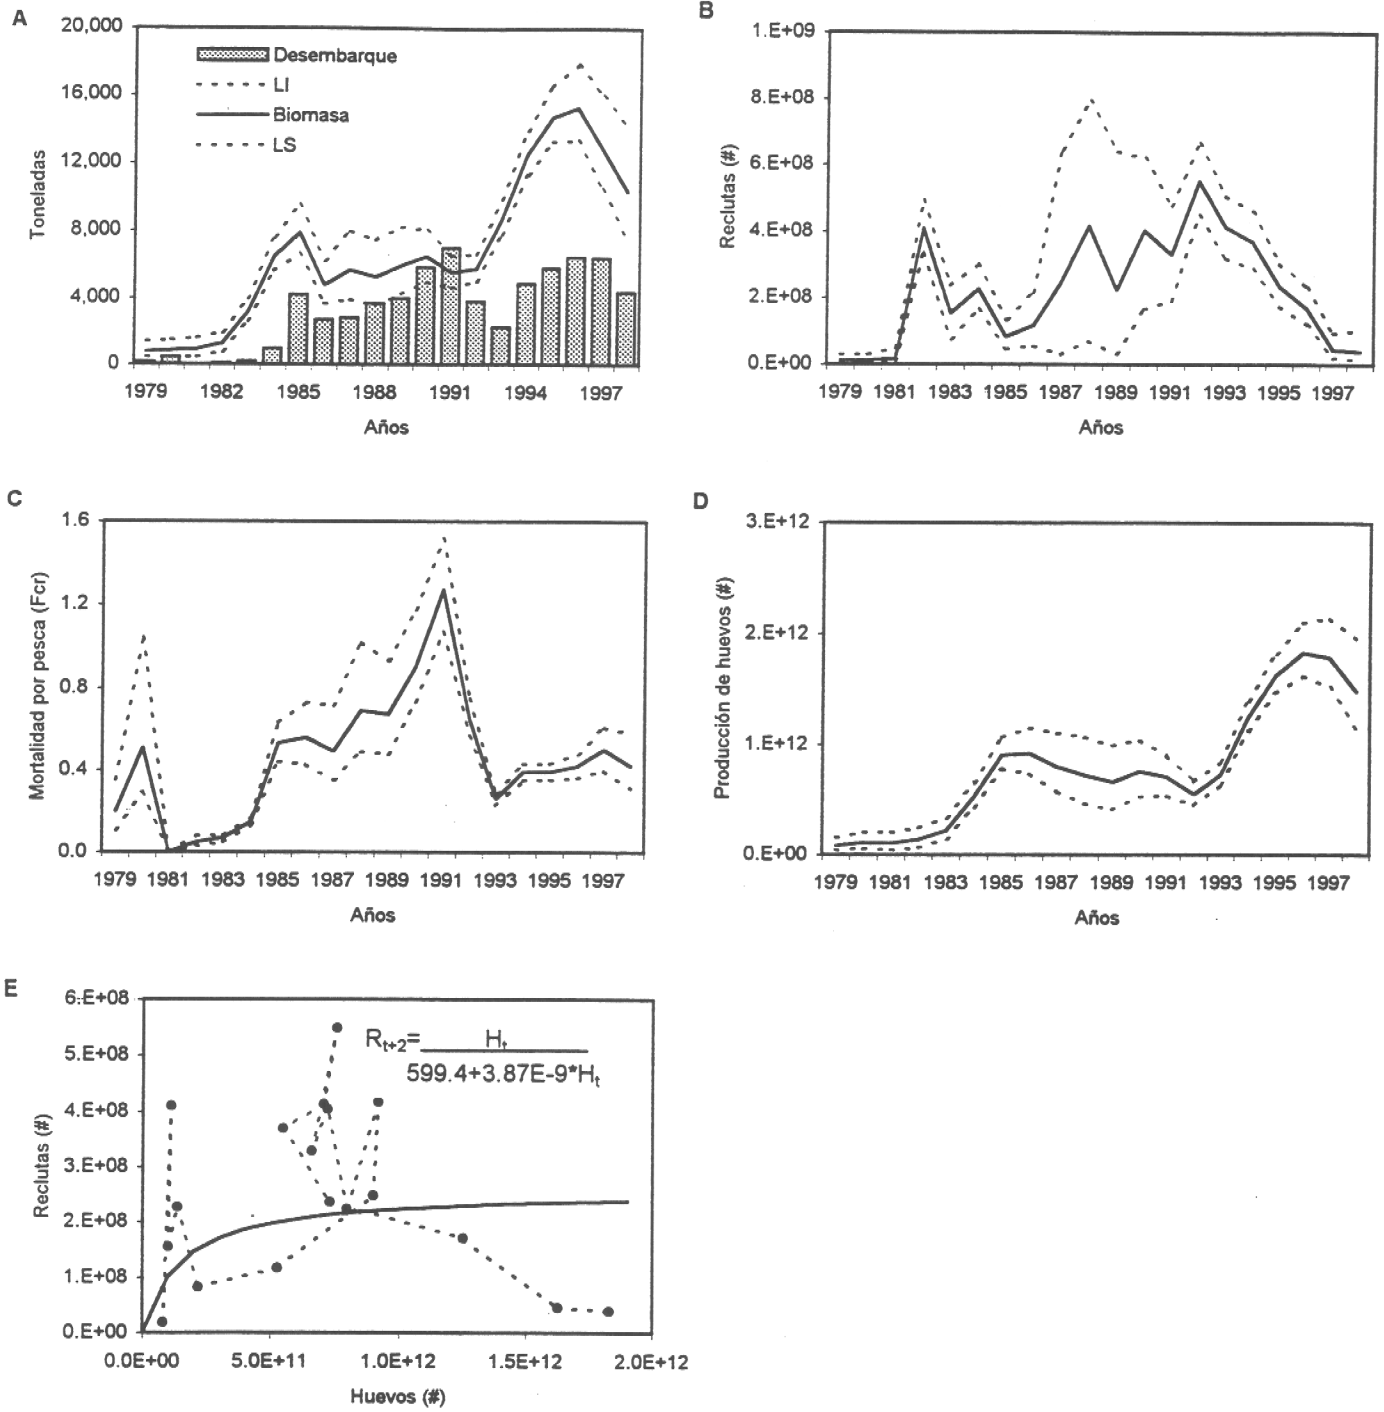 A
20,000
16,000
12,000
8,000
4,000
0
Toneladas
Desembarque
LI
Biomasa
LS
1979 1982 1985 1988 1991 1994 1997
Años
B
1.E+09
8.E+08
6.E+08
4.E+08
2.E+08
0.E+00
Reclutas (#)
1979 1981 1983 1985 1987 1989 1991 1993 1995 1997
Años
C
1.6
1.2
0.8
0.4
0.0
Mortalidad por pesca (Fcr)
1979 1981 1983 1985 1987 1989 1991 1993 1995 1997
Años
D
3.E+12
2.E+12
1.E+12
0.E+00
Producción de huevos (#)
1979 1981 1983 1985 1987 1989 1991 1993 1995 1997
Años
E
6.E+08
5.E+08
4.E+08
3.E+08
2.E+08
1.E+08
0.E+00
Reclutas (#)
Rt+2= Ht
599.4+3.87E-9*Ht
0.0E+00 5.0E+11 1.0E+12 1.5E+12 2.0E+12
Huevos (#)